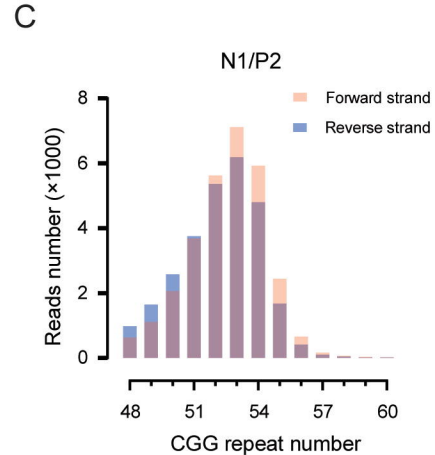 C
N1/P2
Forward strand
Reverse strand
8
6
4
2
0
Reads number (×1000)
48 51 54 57 60
CGG repeat number